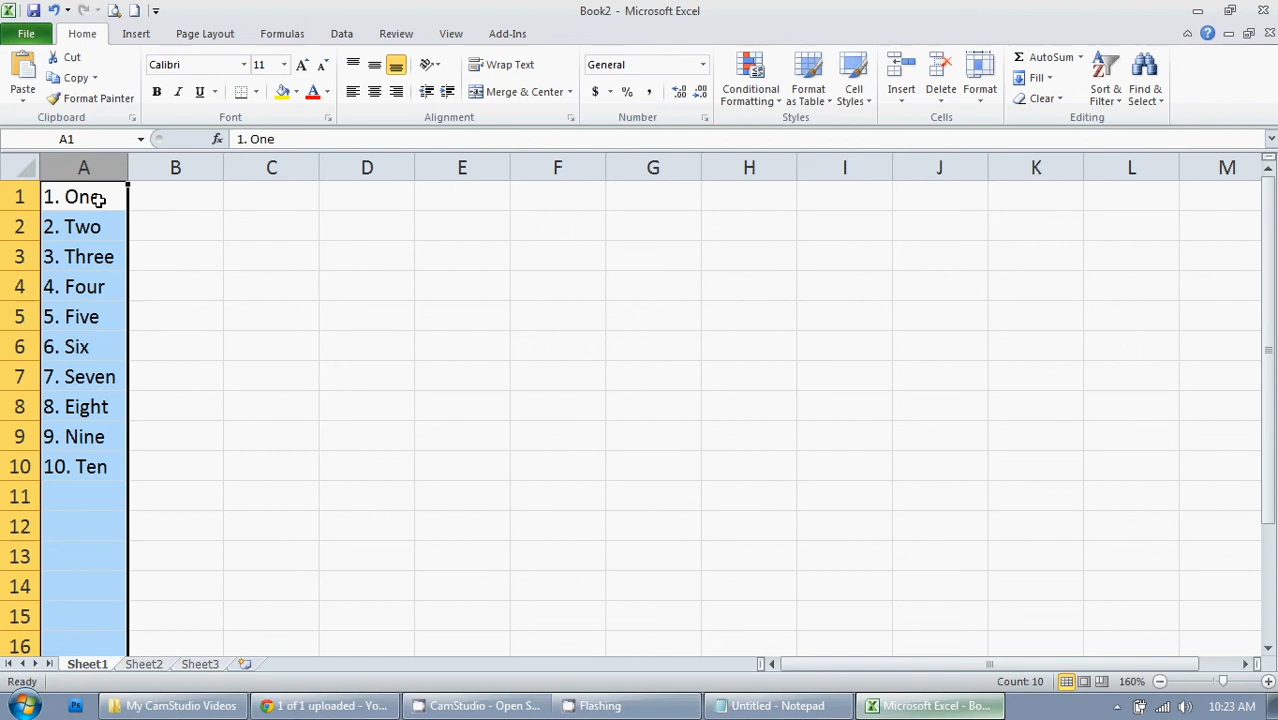 Book2 - Microsoft Excel
File Home Insert Page Layout Formulas Data Review View Add-Ins
Paste Cut Calibri 11 A A Wrap Text General Conditional Formatting Format as Table Cell Styles Insert Delete Format Σ AutoSum Sort & Filter Find & Select
Copy B I U A Merge & Center $ % , .0 .00 Fill
Format Painter Clear
Clipboard Font Alignment Number Styles Cells Editing
A1 fx 1. One
A B C D E F G H I J K L M
1 1. One
2 2. Two
3 3. Three
4 4. Four
5 5. Five
6 6. Six
7 7. Seven
8 8. Eight
9 9. Nine
10 10. Ten
11
12
13
14
15
16
Sheet1 Sheet2 Sheet3
Ready Count: 10 160%
Ps My CamStudio Videos 1 of 1 uploaded - Yo... CamStudio - Open S... Flashing Untitled - Notepad Microsoft Excel - Bo... 10:23 AM